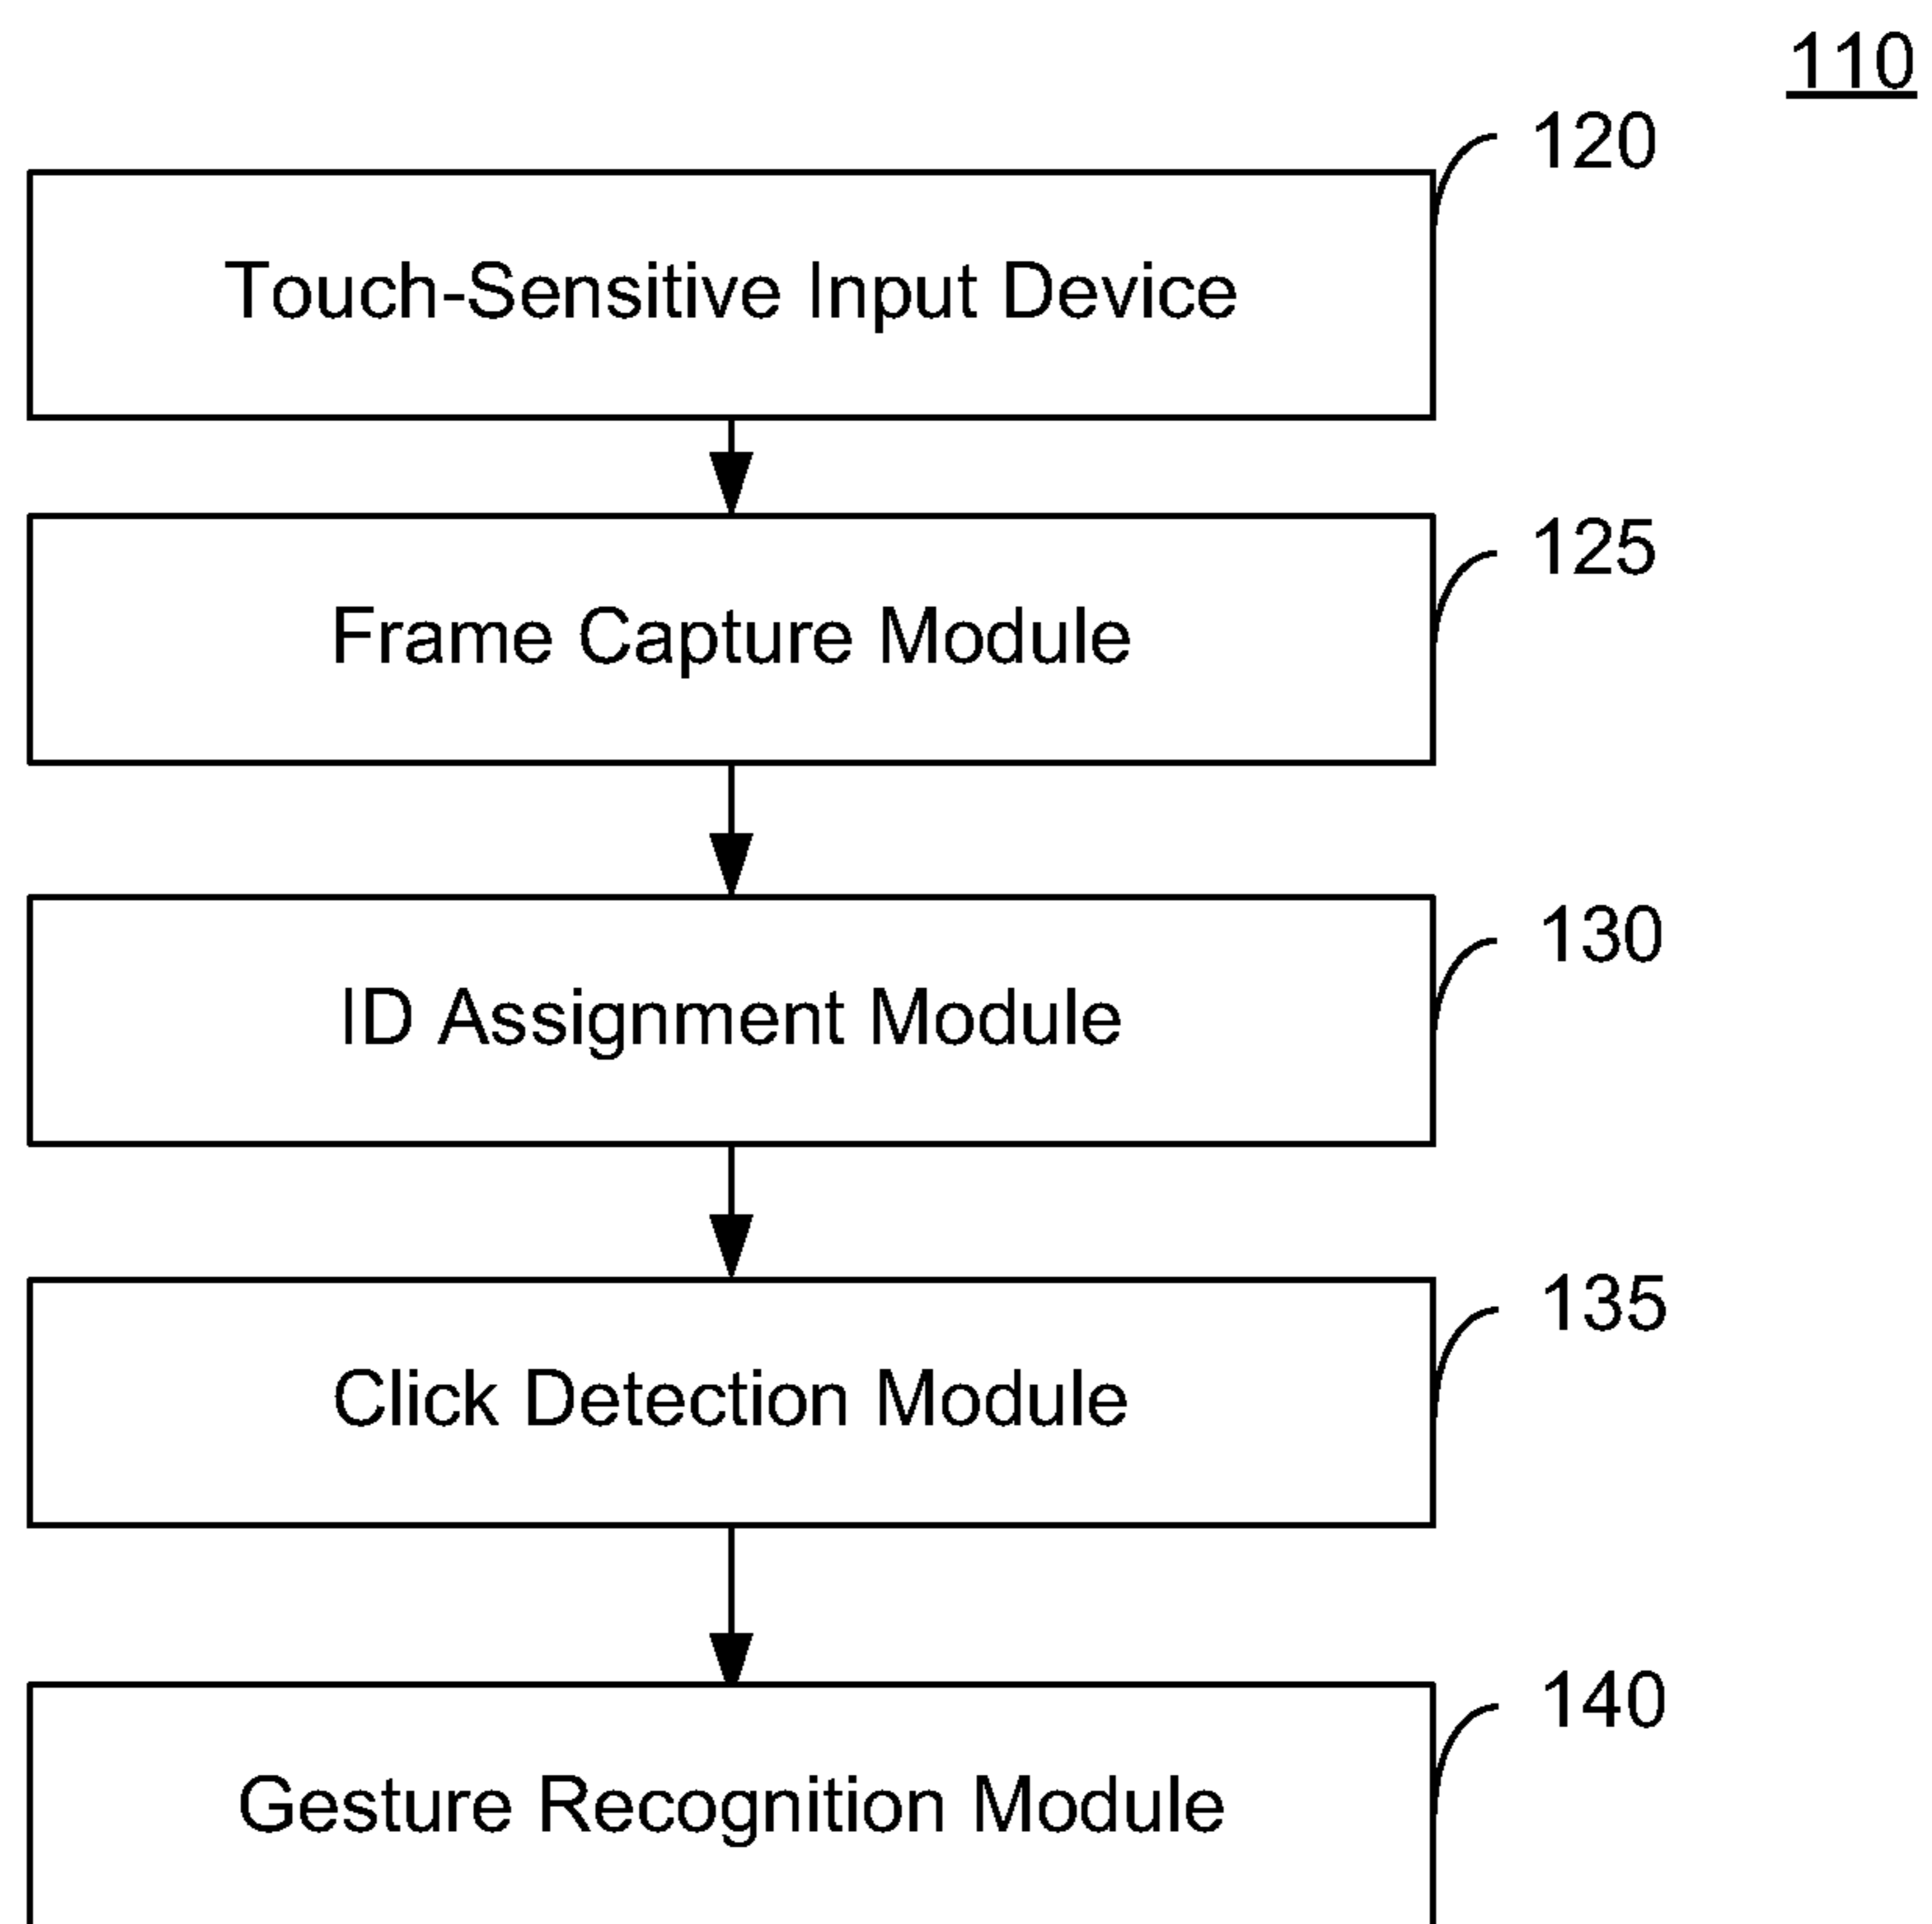 110
120
Touch-Sensitive Input Device
125
Frame Capture Module
130
ID Assignment Module
135
Click Detection Module
140
Gesture Recognition Module